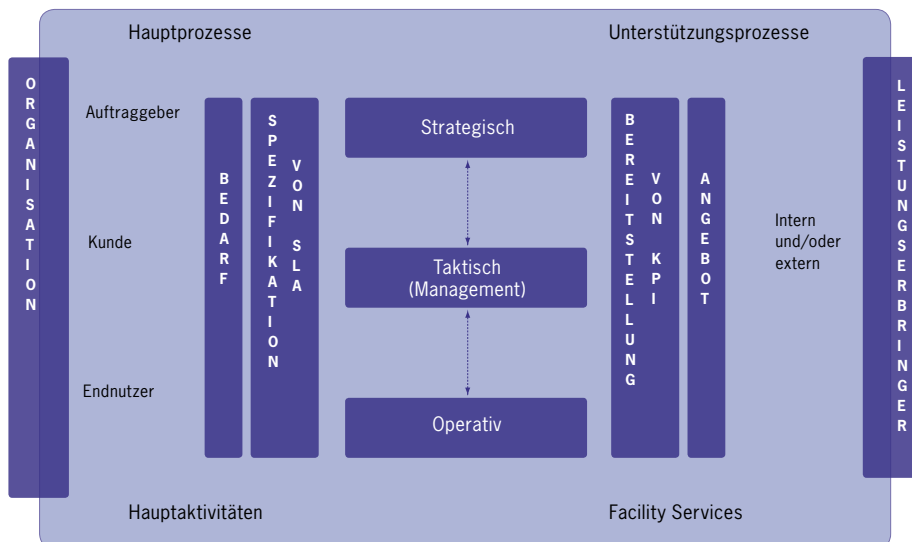 Hauptprozesse
Unterstützungsprozesse
ORGANISATION
Auftraggeber
Kunde
Endnutzer
BEDARF
SPEZIFIKATION
VON SLA
Strategisch
Taktisch
(Management)
Operativ
BEREITSTELLUNG
VON KPI
ANGEBOT
Intern
und/oder
extern
LEISTUNGSERBRINGER
Hauptaktivitäten
Facility Services